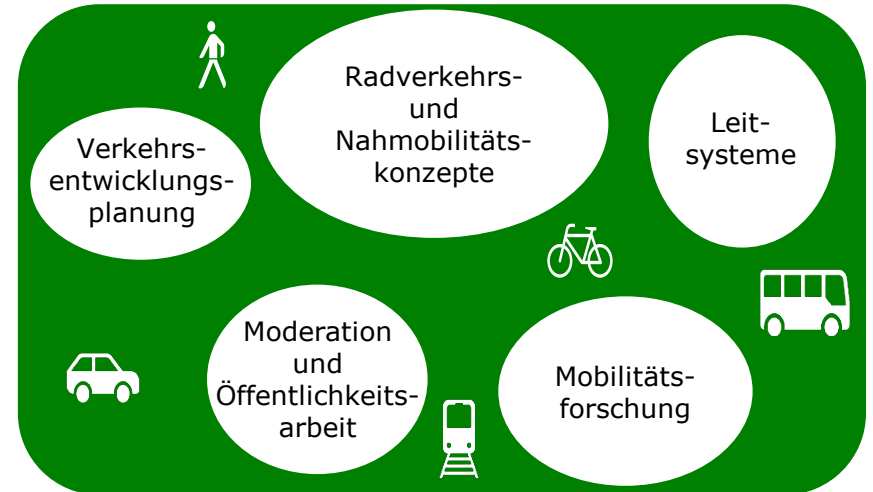 Radverkehrs-
und
Nahmobilitäts-
konzepte
Leit-
systeme
Verkehrs-
entwicklungs-
planung
Moderation
und
Öffentlichkeits-
arbeit
Mobilitäts-
forschung